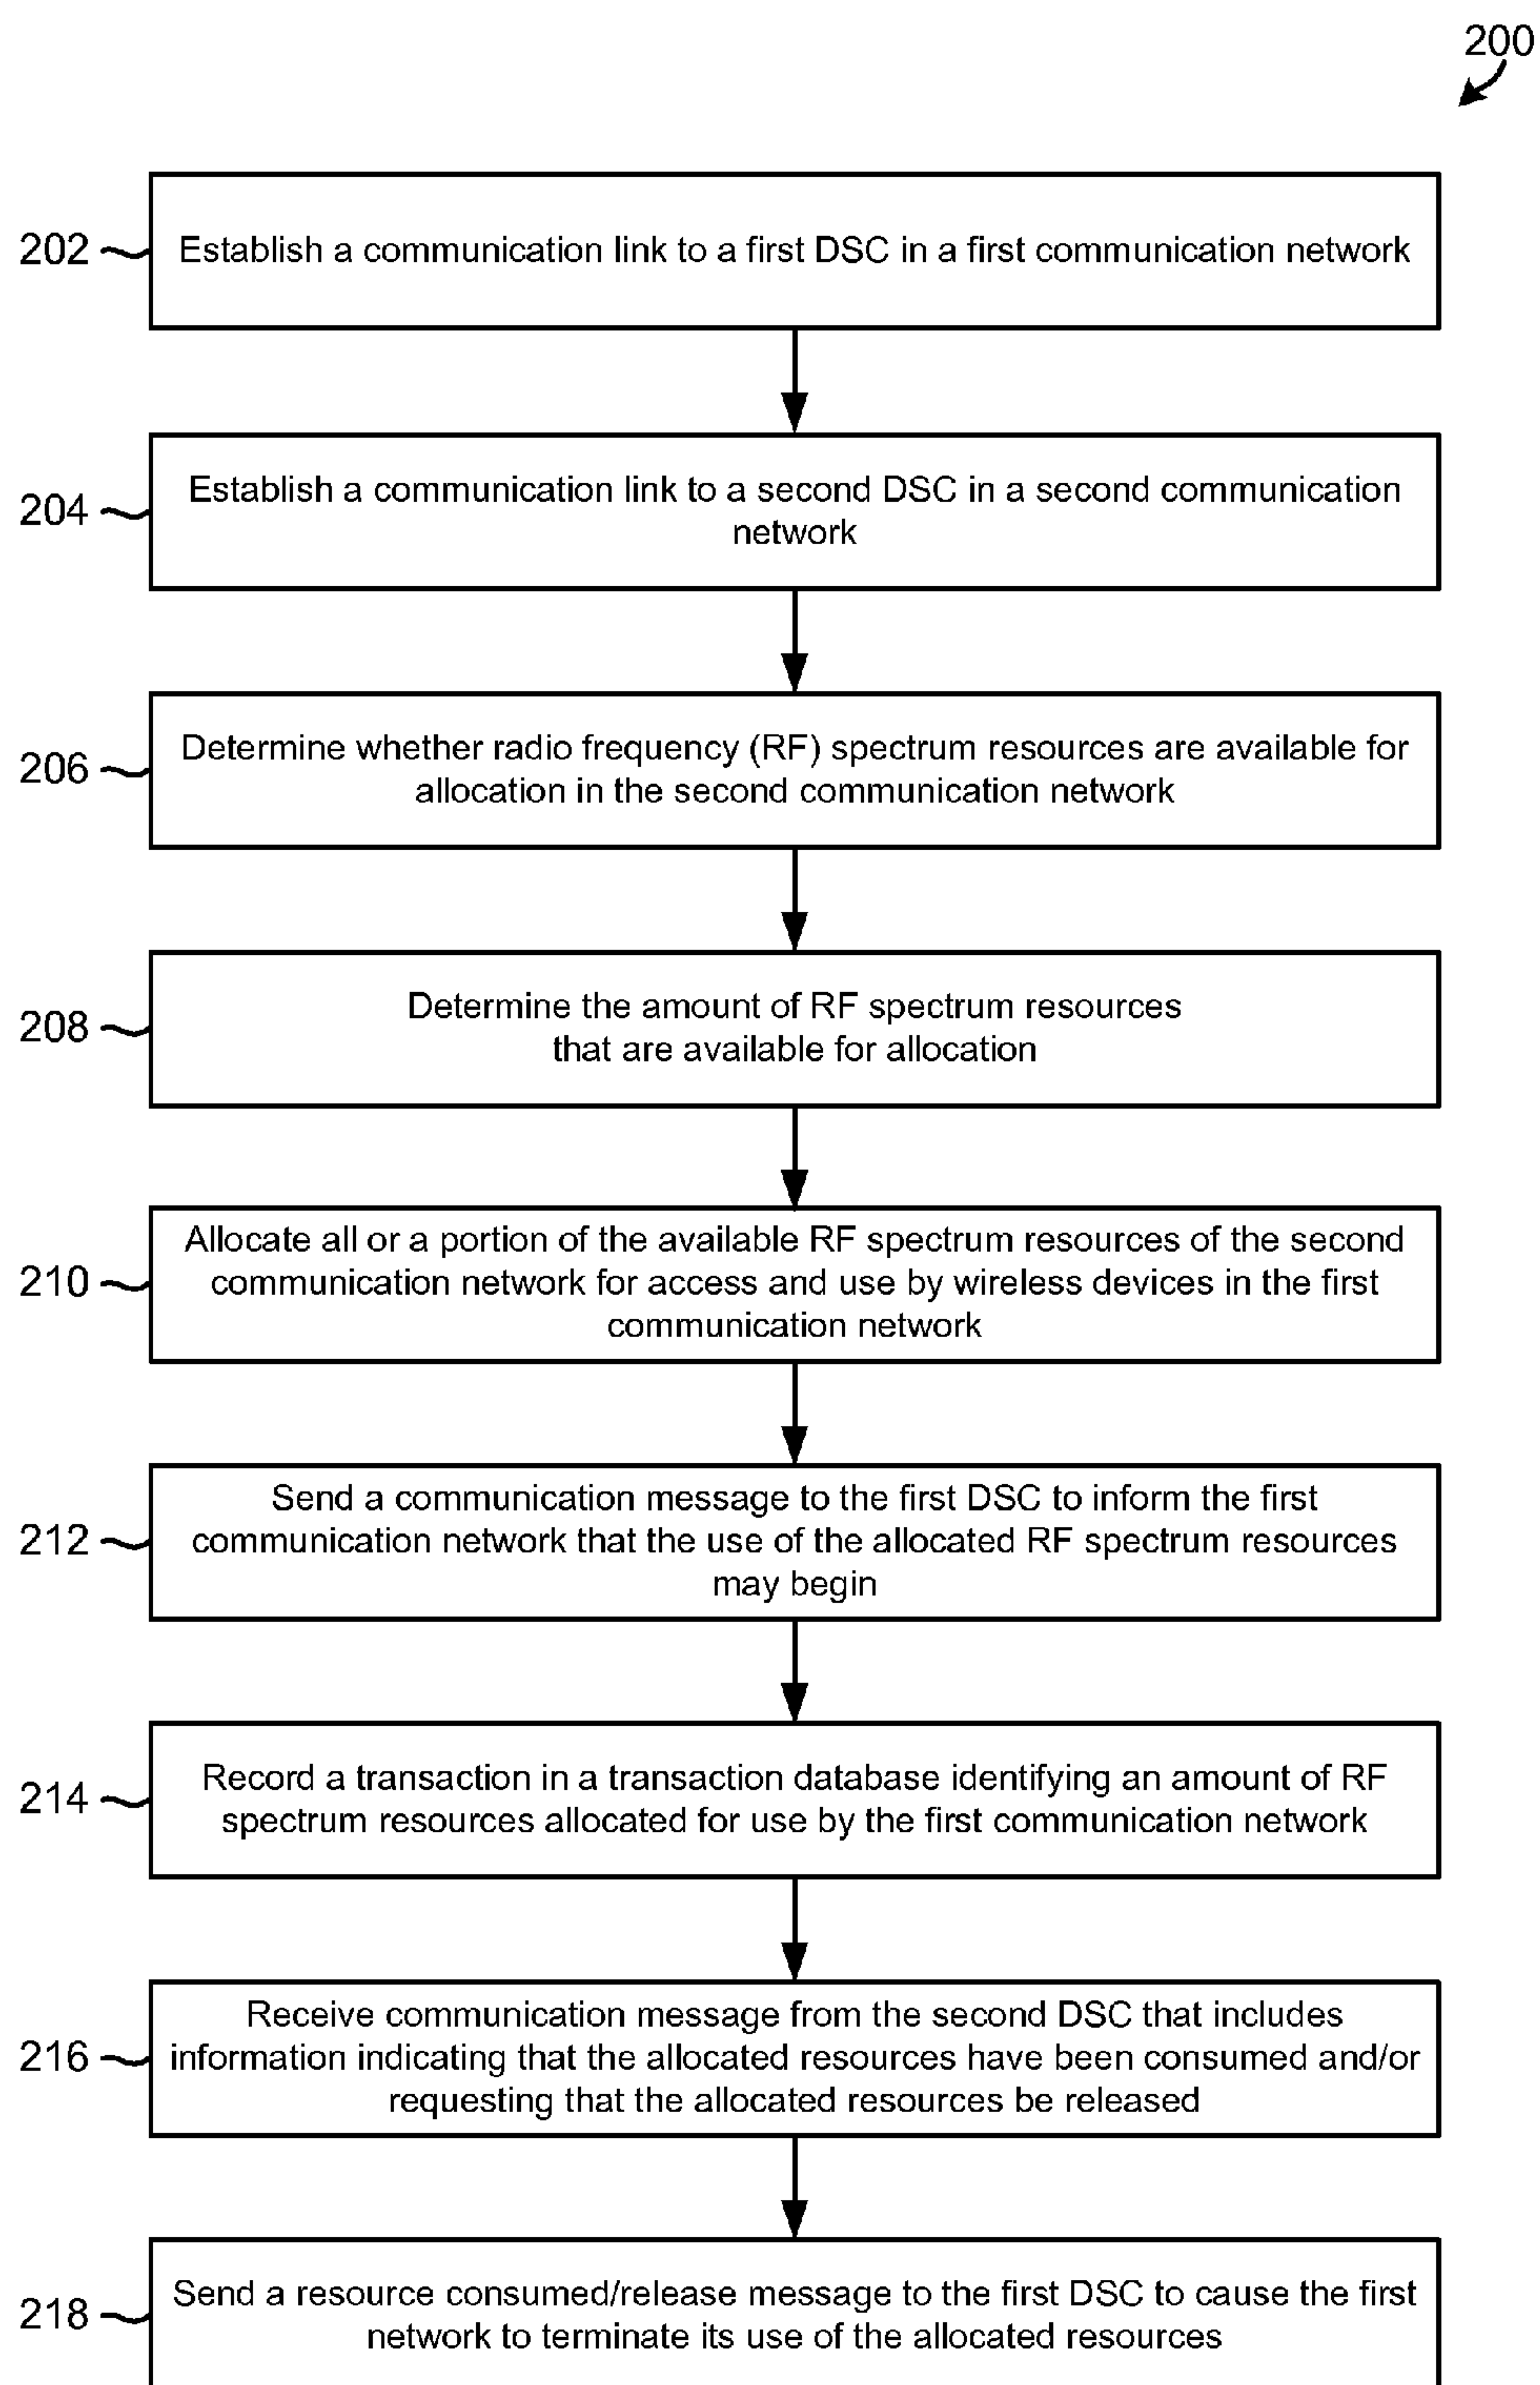 200
202
Establish a communication link to a first DSC in a first communication network
204
Establish a communication link to a second DSC in a second communication
network
206
Determine whether radio frequency (RF) spectrum resources are available for
allocation in the second communication network
208
Determine the amount of RF spectrum resources
that are available for allocation
210
Allocate all or a portion of the available RF spectrum resources of the second
communication network for access and use by wireless devices in the first
communication network
212
Send a communication message to the first DSC to inform the first
communication network that the use of the allocated RF spectrum resources
may begin
214
Record a transaction in a transaction database identifying an amount of RF
spectrum resources allocated for use by the first communication network
216
Receive communication message from the second DSC that includes
information indicating that the allocated resources have been consumed and/or
requesting that the allocated resources be released
218
Send a resource consumed/release message to the first DSC to cause the first
network to terminate its use of the allocated resources